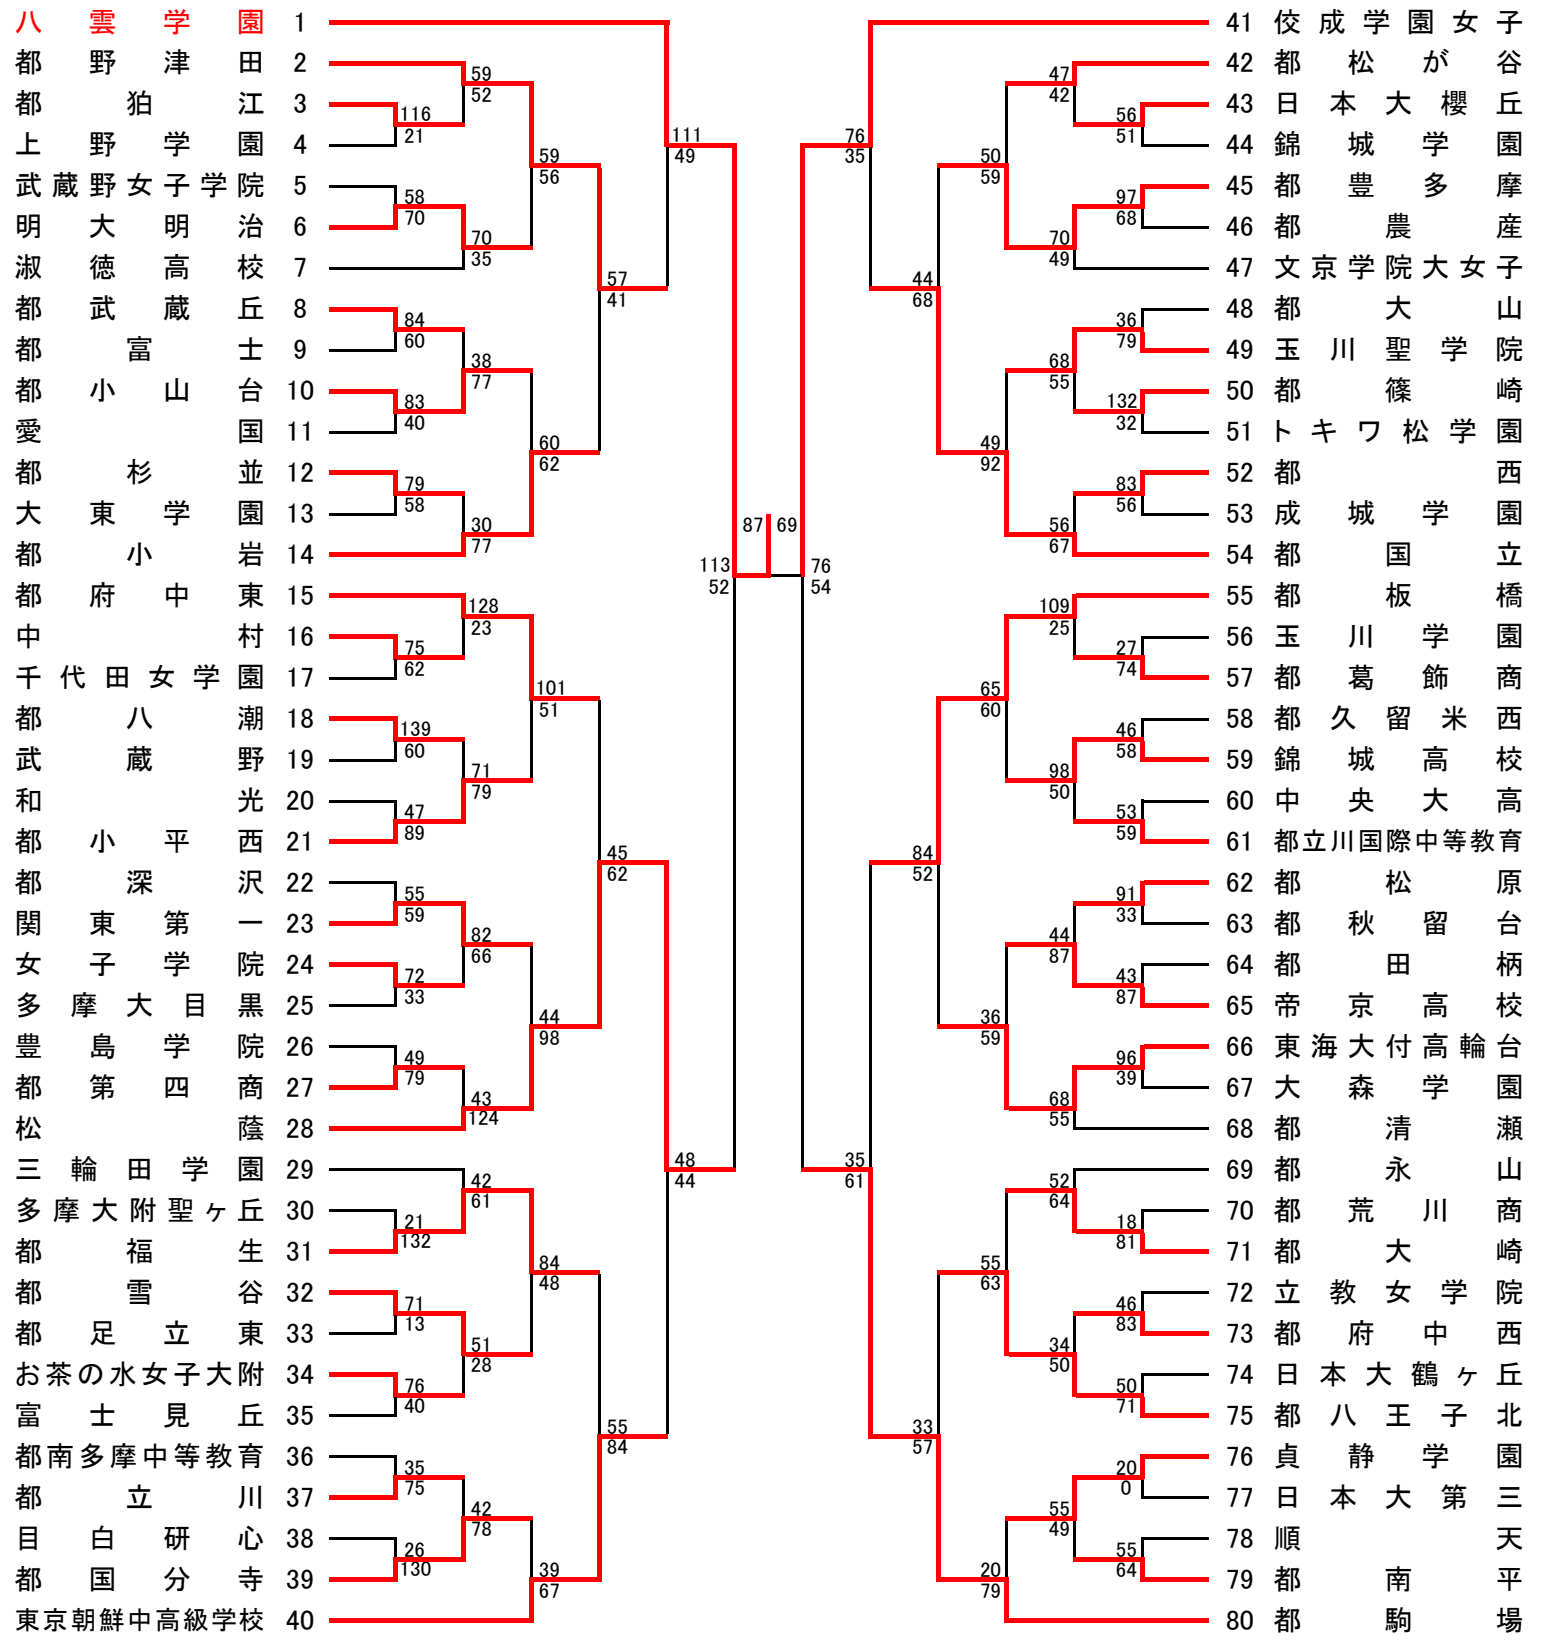 八雲学園 1
都野津田 2
都狛江 3
上野学園 4
武蔵野女子学院 5
明大明治 6
淑徳高校 7
都武蔵丘 8
都富士 9
都小山台 10
愛国 11
都杉並 12
大東学園 13
都小岩 14
都府中東 15
中村 16
千代田女学園 17
都八潮 18
武蔵野 19
和光 20
都小平西 21
都深沢 22
関東第一 23
女子学院 24
多摩大目黒 25
豊島学院 26
都第四商 27
松蔭 28
三輪田学園 29
多摩大附聖ヶ丘 30
都福生 31
都雪谷 32
都足立東 33
お茶の水女子大附 34
富士見丘 35
都南多摩中等教育 36
都立川 37
目白研心 38
都国分寺 39
東京朝鮮中高級学校 40
116
21
58
70
84
60
83
40
79
58
75
62
139
60
47
89
55
59
72
33
49
79
21
132
71
13
76
40
35
75
26
130
59
52
70
35
38
77
30
77
128
23
71
79
82
66
43
124
42
61
51
28
42
78
59
56
60
62
101
51
44
98
84
48
39
67
57
41
45
62
55
84
111
49
48
44
113
52
87 69
76
54
76
35
35
61
44
68
84
52
33
57
50
59
49
92
65
60
36
59
55
63
20
79
47
42
70
49
68
55
56
67
109
25
98
50
44
87
68
55
52
64
34
50
55
49
56
51
97
68
36
79
132
32
83
56
27
74
46
58
53
59
91
33
43
87
96
39
18
81
46
83
50
71
20
0
55
64
41 佼成学園女子
42 都松が谷
43 日本大櫻丘
44 錦城学園
45 都豊多摩
46 都農産
47 文京学院大女子
48 都大山
49 玉川聖学院
50 都篠崎
51 トキワ松学園
52 都西
53 成城学園
54 都国立
55 都板橋
56 玉川学園
57 都葛飾商
58 都久留米西
59 錦城高校
60 中央大高
61 都立川国際中等教育
62 都松原
63 都秋留台
64 都田柄
65 帝京高校
66 東海大付高輪台
67 大森学園
68 都清瀬
69 都永山
70 都荒川商
71 都大崎
72 立教女学院
73 都府中西
74 日本大鶴ヶ丘
75 都八王子北
76 貞静学園
77 日本大第三
78 順天
79 都南平
80 都駒場